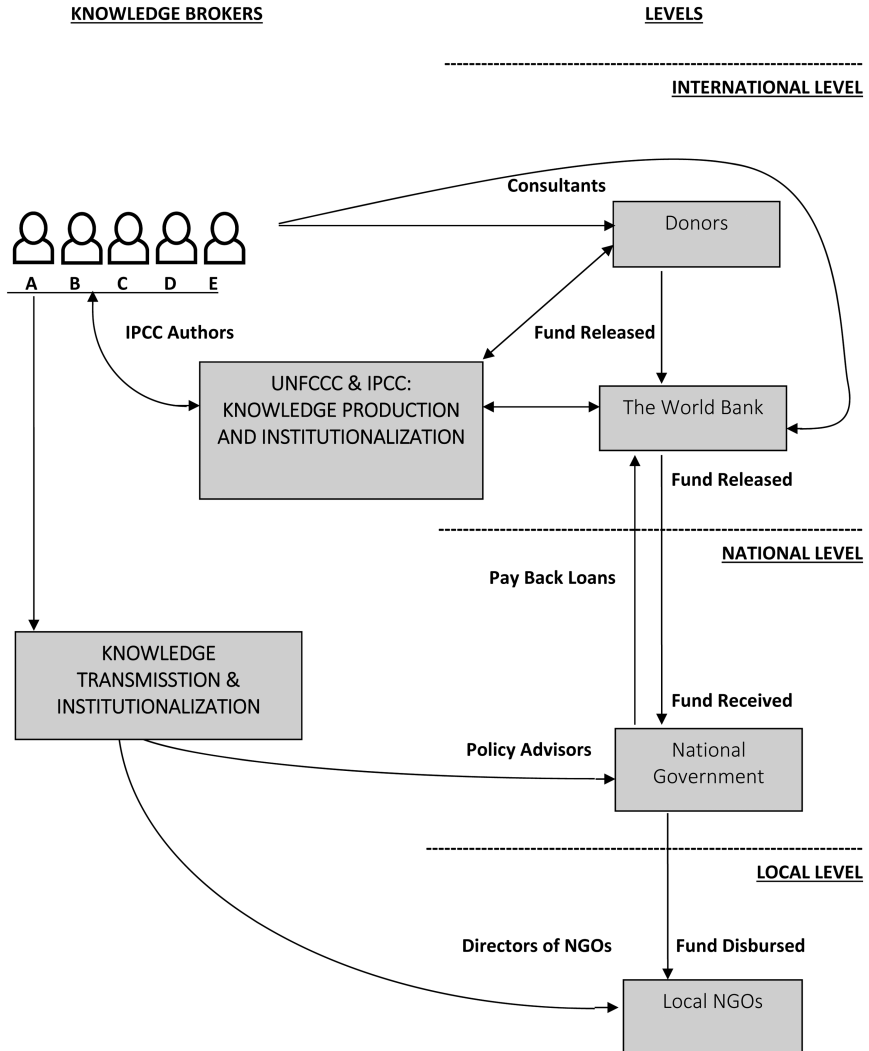 KNOWLEDGE BROKERS
LEVELS
INTERNATIONAL LEVEL
Consultants
Donors
A B C D E
IPCC Authors
Fund Released
UNFCCC & IPCC:
KNOWLEDGE PRODUCTION
AND INSTITUTIONALIZATION
The World Bank
Fund Released
NATIONAL LEVEL
Pay Back Loans
KNOWLEDGE
TRANSMISSTION &
INSTITUTIONALIZATION
Fund Received
Policy Advisors
National
Government
LOCAL LEVEL
Directors of NGOs
Fund Disbursed
Local NGOs